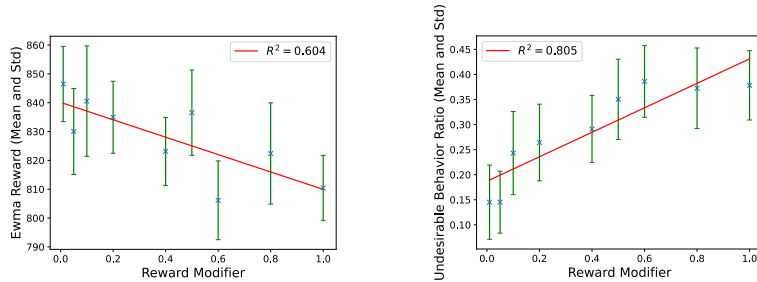 860
850
840
830
820
810
800
790
Ewma Reward (Mean and Std)
R² = 0.604
0.0 0.2 0.4 0.6 0.8 1.0
Reward Modifier
0.45
0.40
0.35
0.30
0.25
0.20
0.15
0.10
Undesirable Behavior Ratio (Mean and Std)
R² = 0.805
0.0 0.2 0.4 0.6 0.8 1.0
Reward Modifier